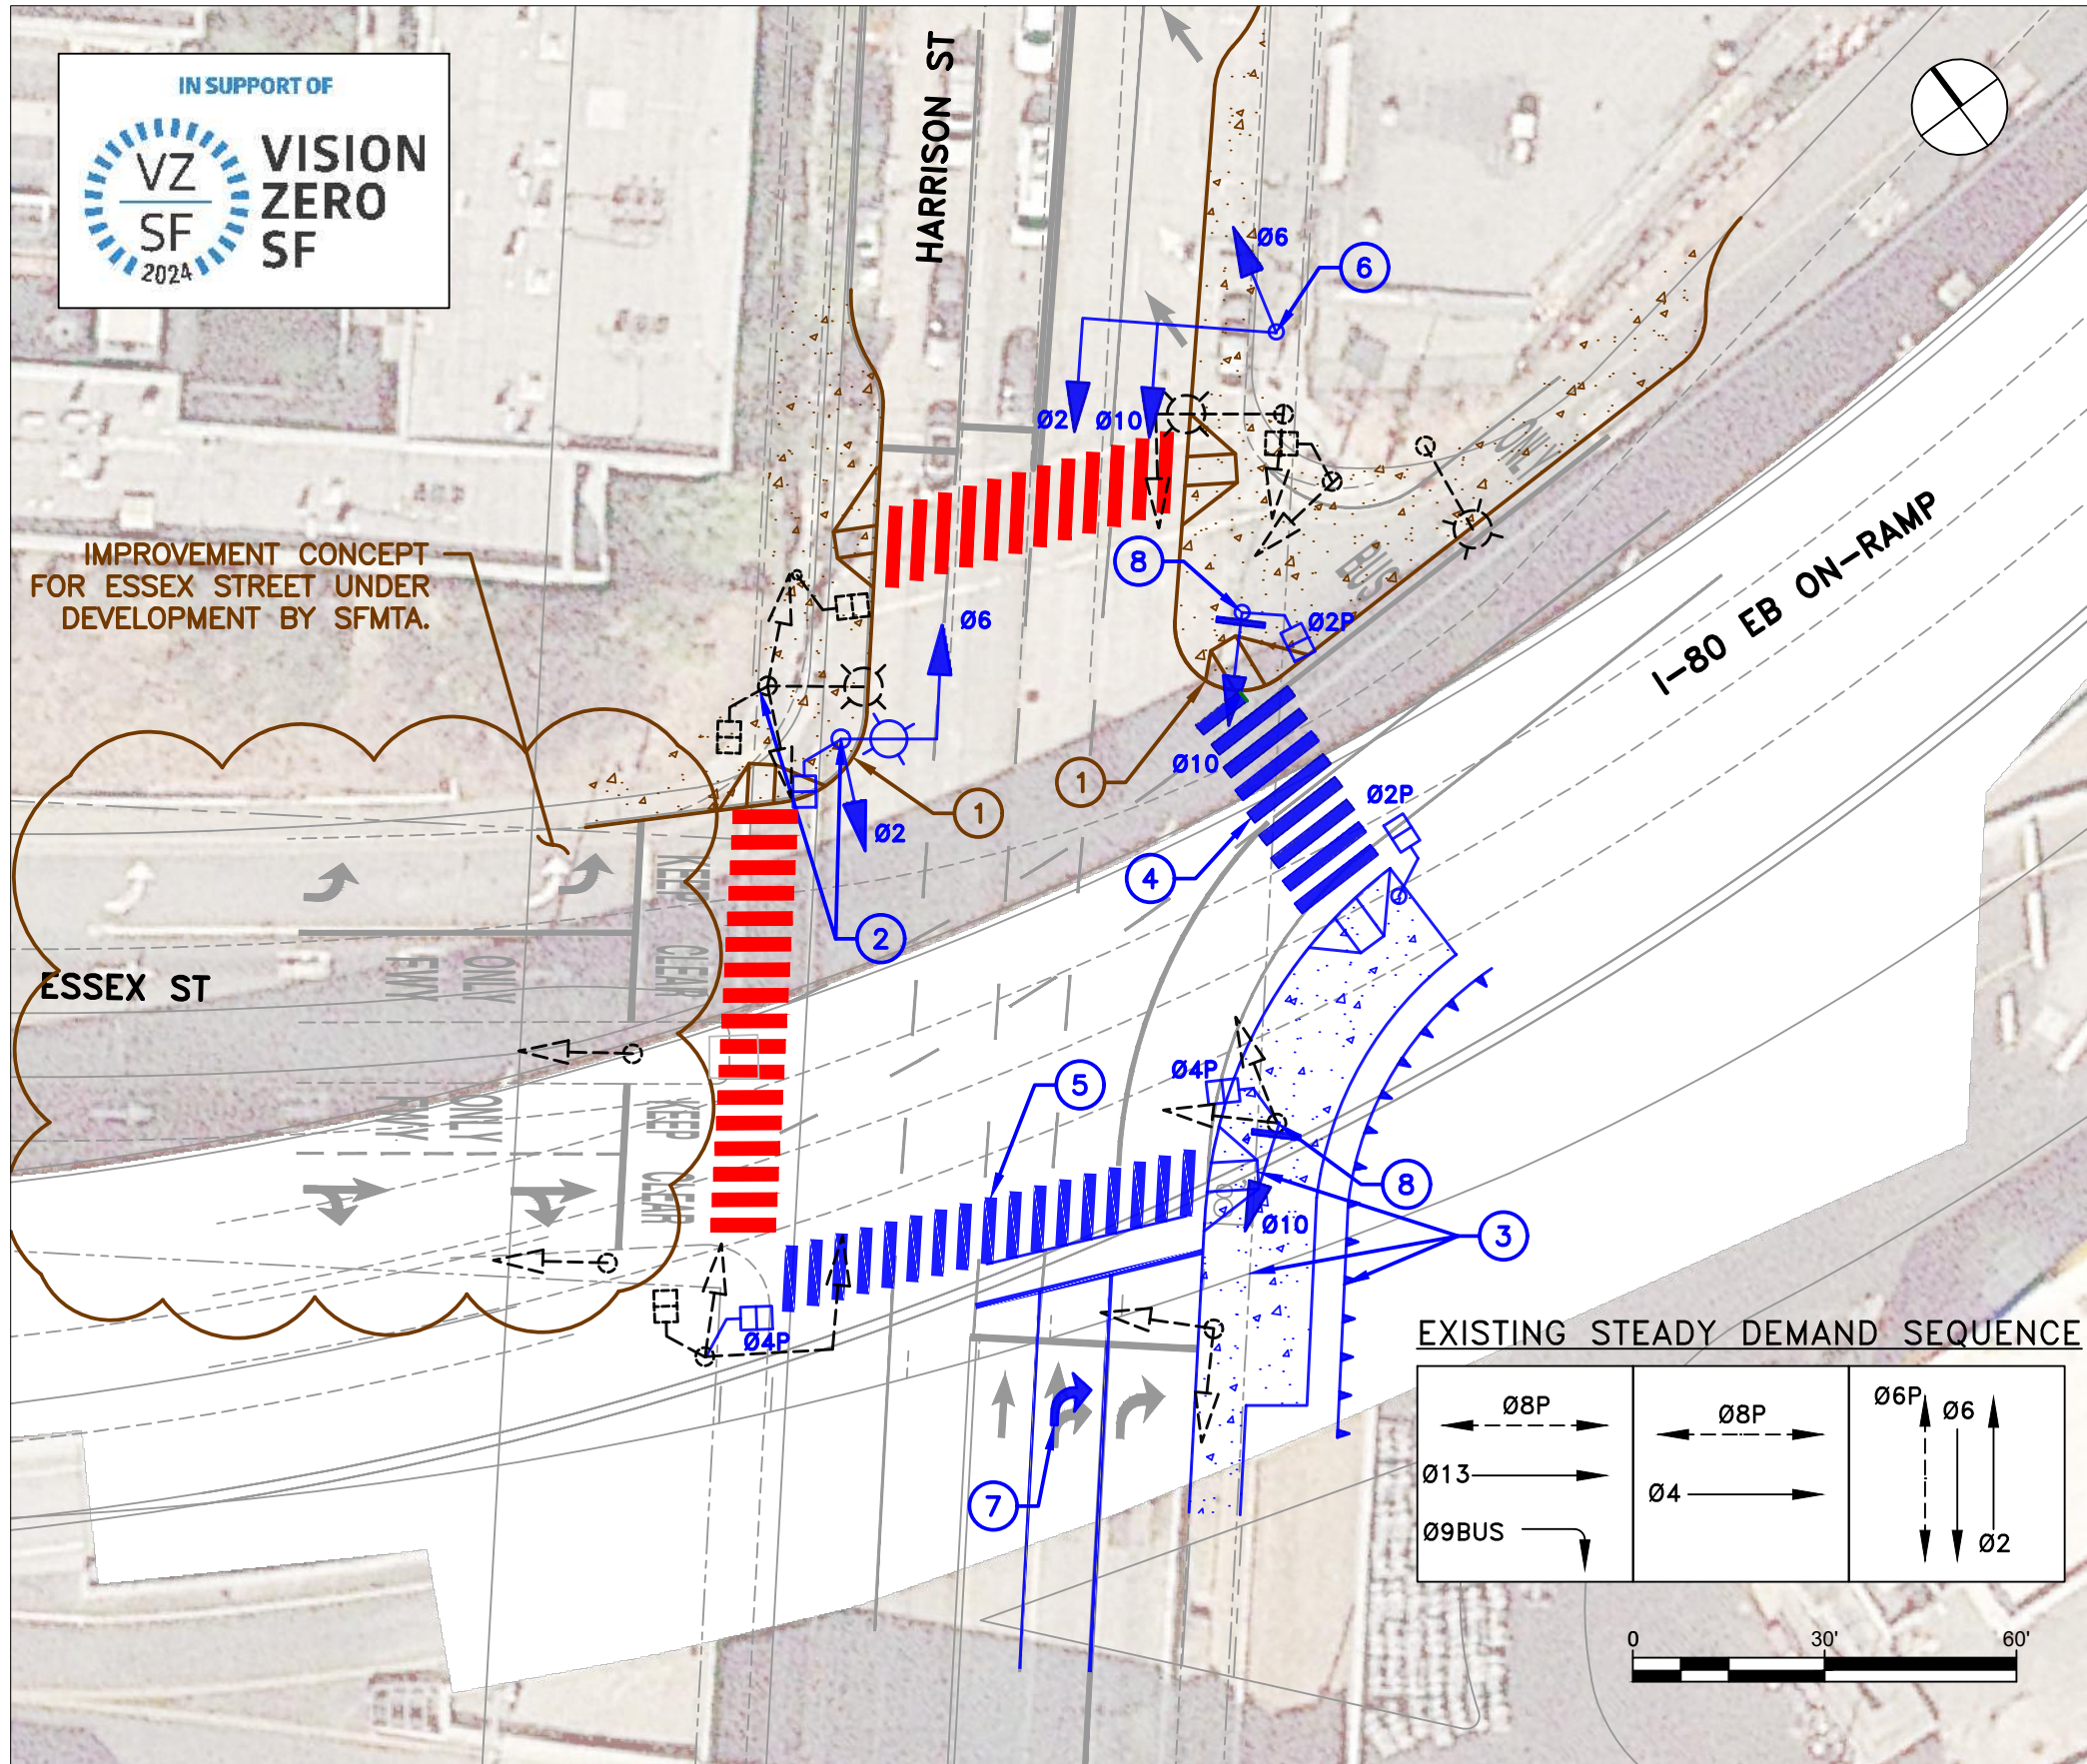 IN SUPPORT OF
VZ
SF
2024
VISION
ZERO
SF
HARRISON ST
Ø6
6
Ø2
Ø10
ONLY
BUS
8
Ø2P
IMPROVEMENT CONCEPT
FOR ESSEX STREET UNDER
DEVELOPMENT BY SFMTA.
Ø6
I-80 EB ON-RAMP
Ø10
1
1
Ø2
Ø2P
4
2
KEEP
CLEAR
ONLY
FWY
ESSEX ST
5
Ø4P
KEEP
CLEAR
ONLY
FWY
8
Ø10
3
Ø4P
7
EXISTING STEADY DEMAND SEQUENCE
Ø8P
Ø13
Ø9BUS
Ø8P
Ø4
Ø6P
Ø6
Ø2
0
30'
60'